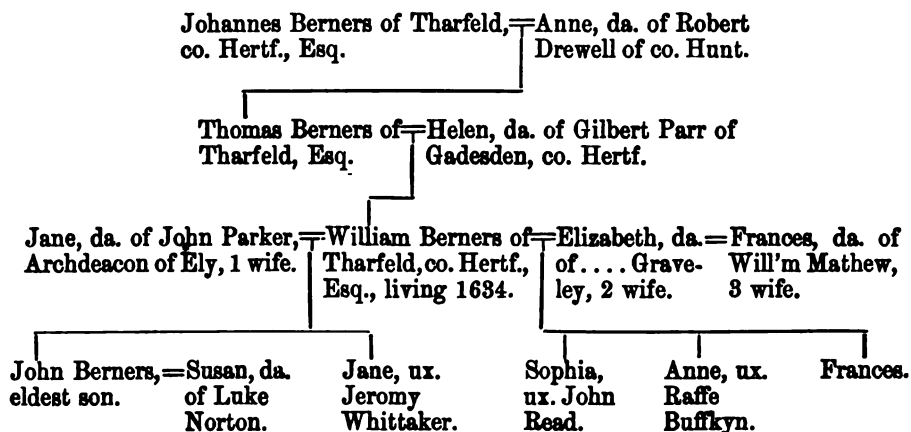 Johannes Berners of Tharfeld,=Anne, da. of Robert
co. Hertf., Esq. Drewell of co. Hunt.
Thomas Berners of=Helen, da. of Gilbert Parr of
Tharfeld, Esq. Gadesden, co. Hertf.
Jane, da. of John Parker,=William Berners of=Elizabeth, da.=Frances, da. of
Archdeacon of Ely, 1 wife. Tharfeld, co. Hertf., of.... Grave- Will'm Mathew,
Esq., living 1634. ley, 2 wife. 3 wife.
John Berners,=Susan, da. Jane, ux. Sophia, Anne, ux. Frances.
eldest son. of Luke Jeromy ux. John Raffe
Norton. Whittaker. Read. Buffkyn.